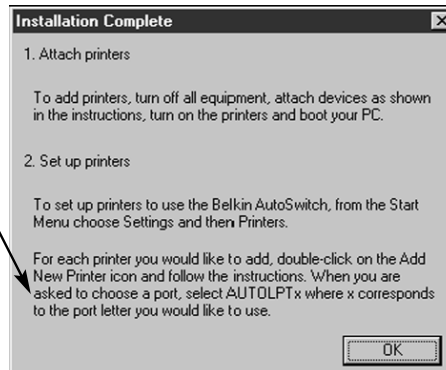 Installation Complete
1. Attach printers
To add printers, turn off all equipment, attach devices as shown
in the instructions, turn on the printers and boot your PC.
2. Set up printers
To set up printers to use the Belkin AutoSwitch, from the Start
Menu choose Settings and then Printers.
For each printer you would like to add, double-click on the Add
New Printer icon and follow the instructions. When you are
asked to choose a port, select AUTOLPTx where x corresponds
to the port letter you would like to use.
OK